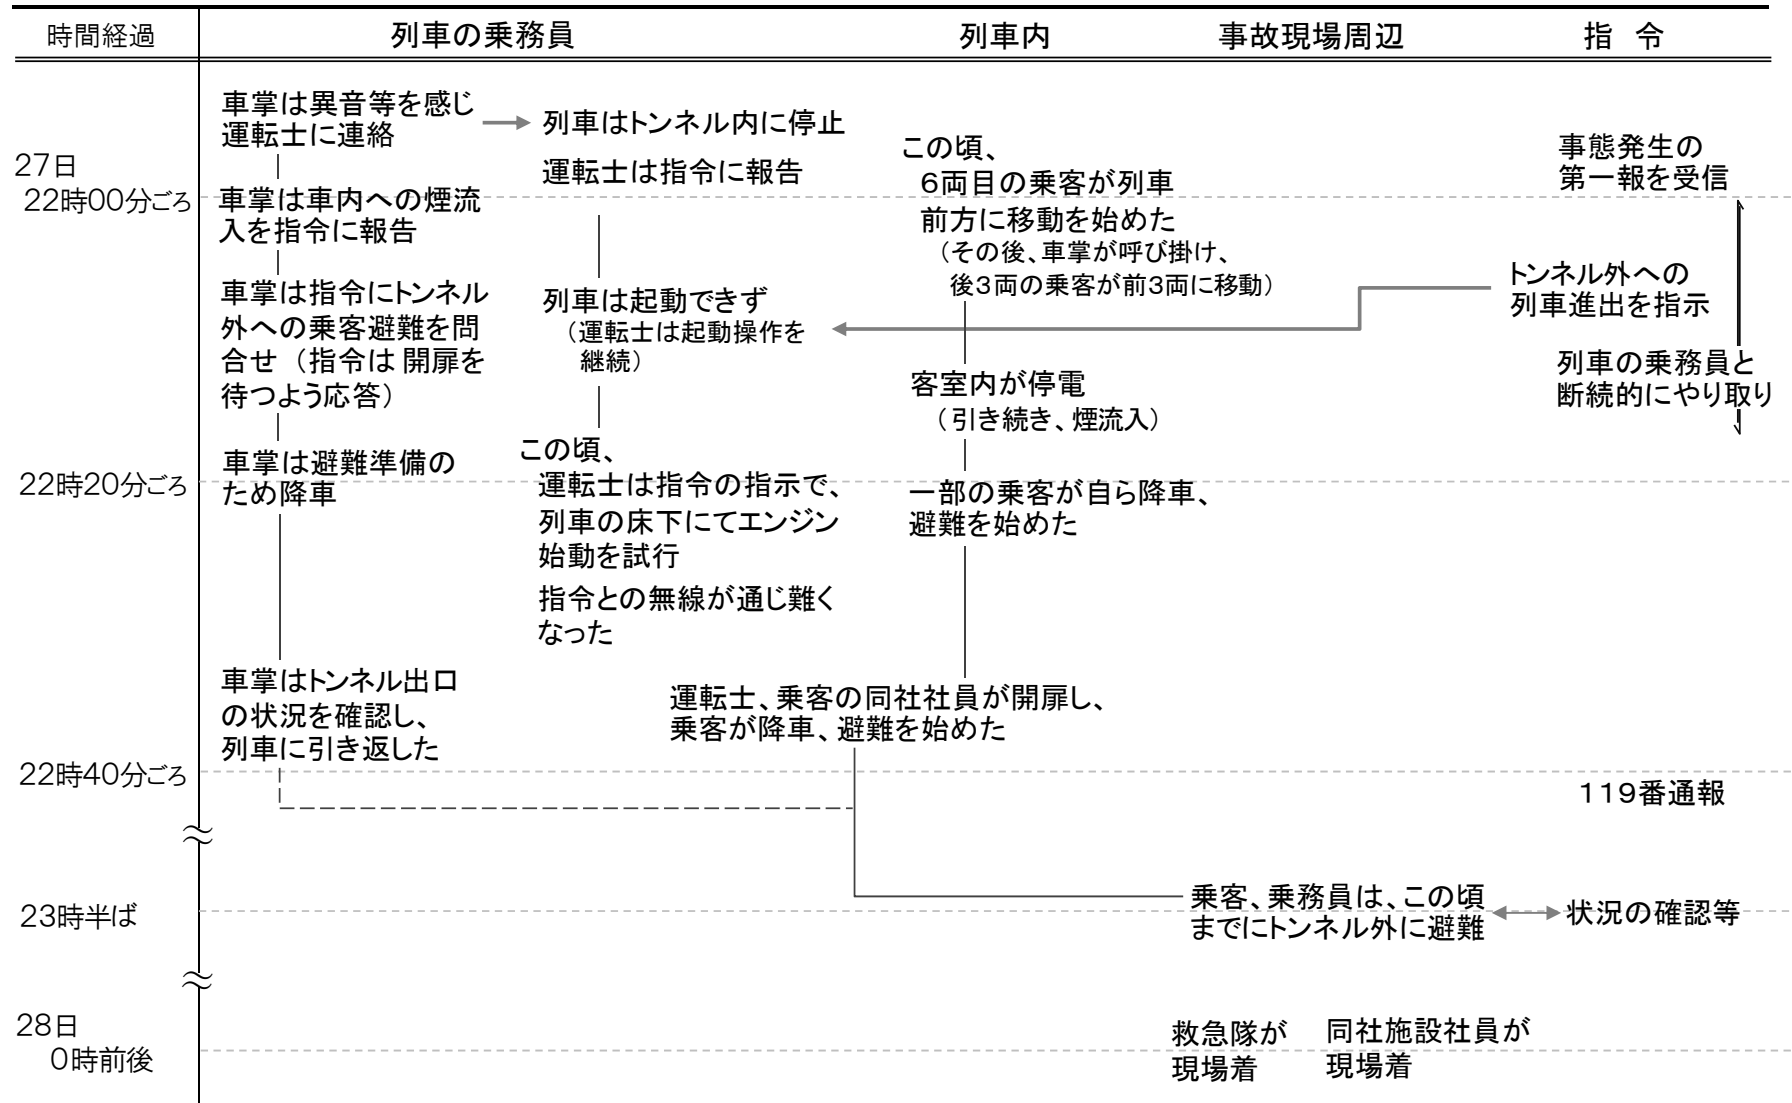 時間経過
列車の乗務員
列車内
事故現場周辺
指 令
27日
22時00分ごろ
22時20分ごろ
22時40分ごろ
23時半ば
28日
0時前後
車掌は異音等を感じ
運転士に連絡
車掌は車内への煙流
入を指令に報告
車掌は指令にトンネル
外への乗客避難を問
合せ（指令は 開扉を
待つよう応答）
車掌は避難準備の
ため降車
車掌はトンネル出口
の状況を確認し、
列車に引き返した
列車はトンネル内に停止
運転士は指令に報告
列車は起動できず
（運転士は起動操作を
継続）
この頃、
運転士は指令の指示で、
列車の床下にてエンジン
始動を試行
指令との無線が通じ難く
なった
この頃、
６両目の乗客が列車
前方に移動を始めた
（その後、車掌が呼び掛け、
後３両の乗客が前３両に移動）
客室内が停電
（引き続き、煙流入）
一部の乗客が自ら降車、
避難を始めた
運転士、乗客の同社社員が開扉し、
乗客が降車、避難を始めた
乗客、乗務員は、この頃
までにトンネル外に避難
救急隊が
現場着
同社施設社員が
現場着
事態発生の
第一報を受信
トンネル外への
列車進出を指示
列車の乗務員と
断続的にやり取り
１１９番通報
状況の確認等